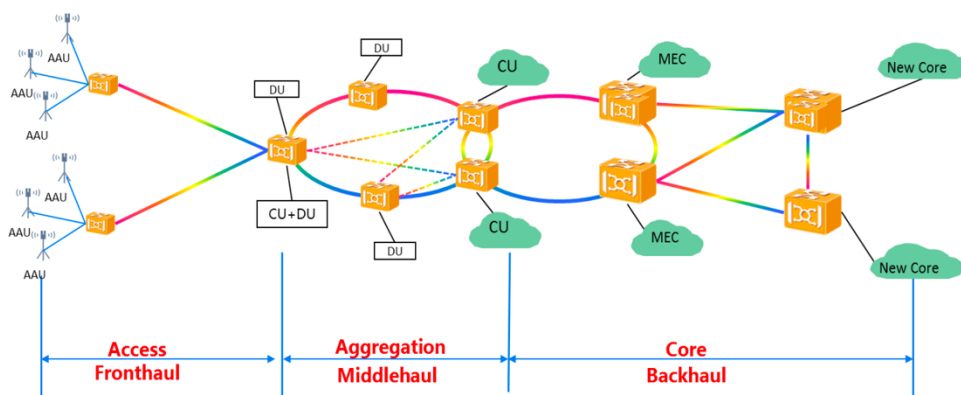 AAU
AAU
AAU
AAU
AAU
AAU
DU
DU
CU+DU
DU
CU
CU
MEC
MEC
New Core
New Core
Access
Fronthaul
Aggregation
Middlehaul
Core
Backhaul